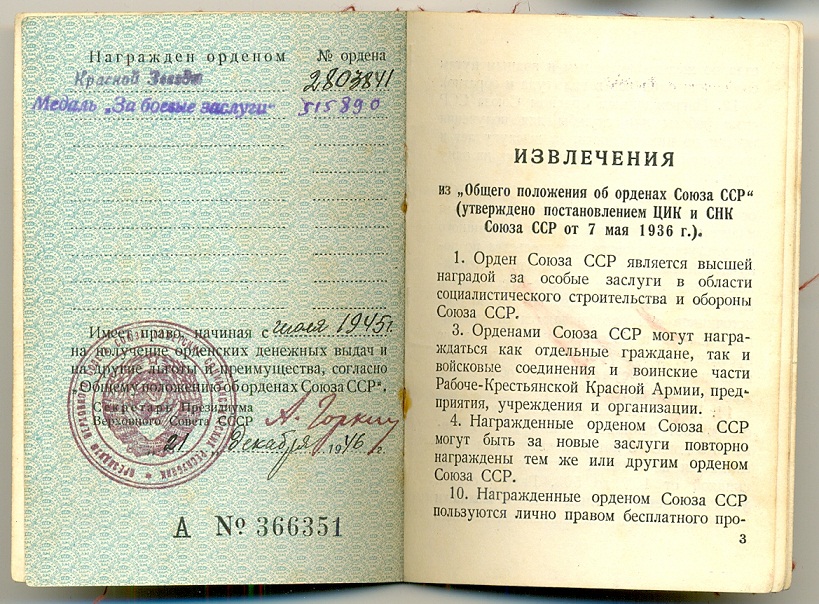 Награжден орденом № ордена
Красной Звезды 2803841
Медаль „За боевые заслуги“ 515890
Имеет право, начиная с июля 1945 г.
на получение орденских денежных выдач и
на другие льготы и преимущества, согласно
„Общему положению об орденах Союза ССР“.
Секретарь Президиума
Верховного Совета СССР А. Горкин
„21“ декабря 1946 г.
А № 366351
ИЗВЛЕЧЕНИЯ
из „Общего положения об орденах Союза ССР“
(утверждено постановлением ЦИК и СНК
Союза ССР от 7 мая 1936 г.).
1. Орден Союза ССР является высшей
наградой за особые заслуги в области
социалистического строительства и обороны
Союза ССР.
3. Орденами Союза ССР могут награ-
ждаться как отдельные граждане, так и
войсковые соединения и воинские части
Рабоче-Крестьянской Красной Армии, пред-
приятия, учреждения и организации.
4. Награжденные орденом Союза ССР
могут быть за новые заслуги повторно
награждены тем же или другим орденом
Союза ССР.
10. Награжденные орденом Союза ССР
пользуются лично правом бесплатного про-
3